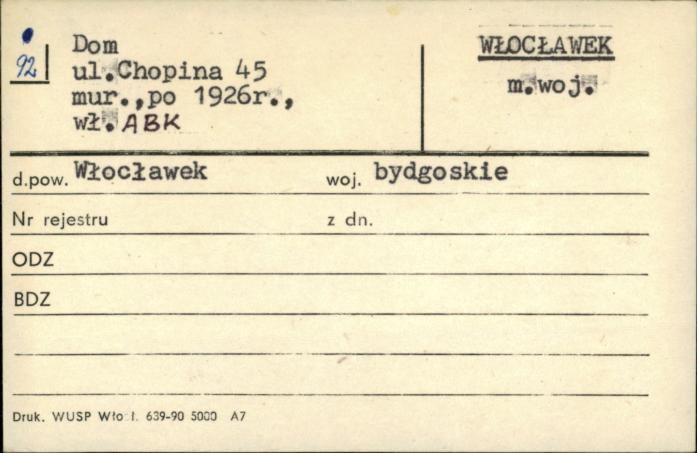 92
Dom
ul.Chopina 45
mur.,po 1926r.,
wł.ABK
WŁOCŁAWEK
m.woj.
d.pow. Włocławek woj. bydgoskie
Nr rejestru z dn.
ODZ
BDZ
Druk. WUSP Wło ł. 639-90 5000 A7